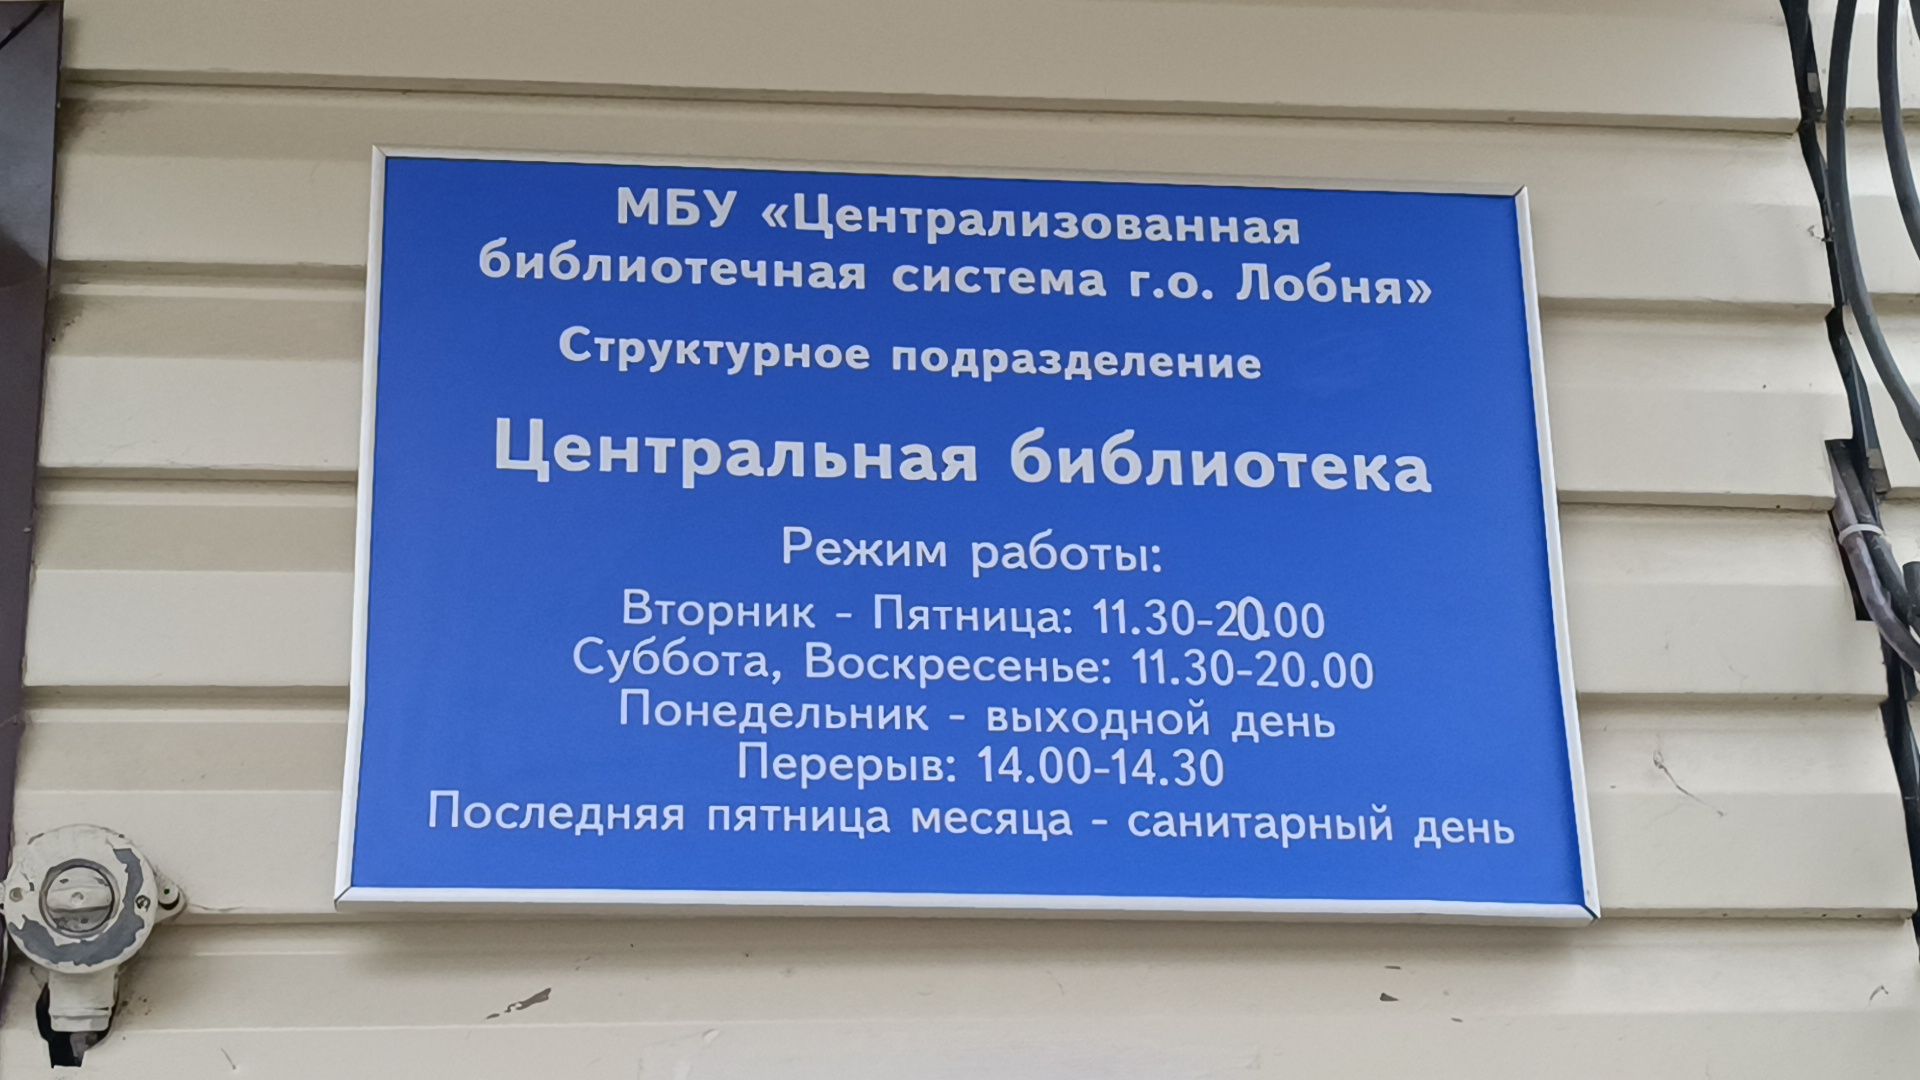 МБУ «Централизованная
библиотечная система г.о. Лобня»
Структурное подразделение
Центральная библиотека
Режим работы:
Вторник - Пятница: 11.30-20.00
Суббота, Воскресенье: 11.30-20.00
Понедельник - выходной день
Перерыв: 14.00-14.30
Последняя пятница месяца - санитарный день